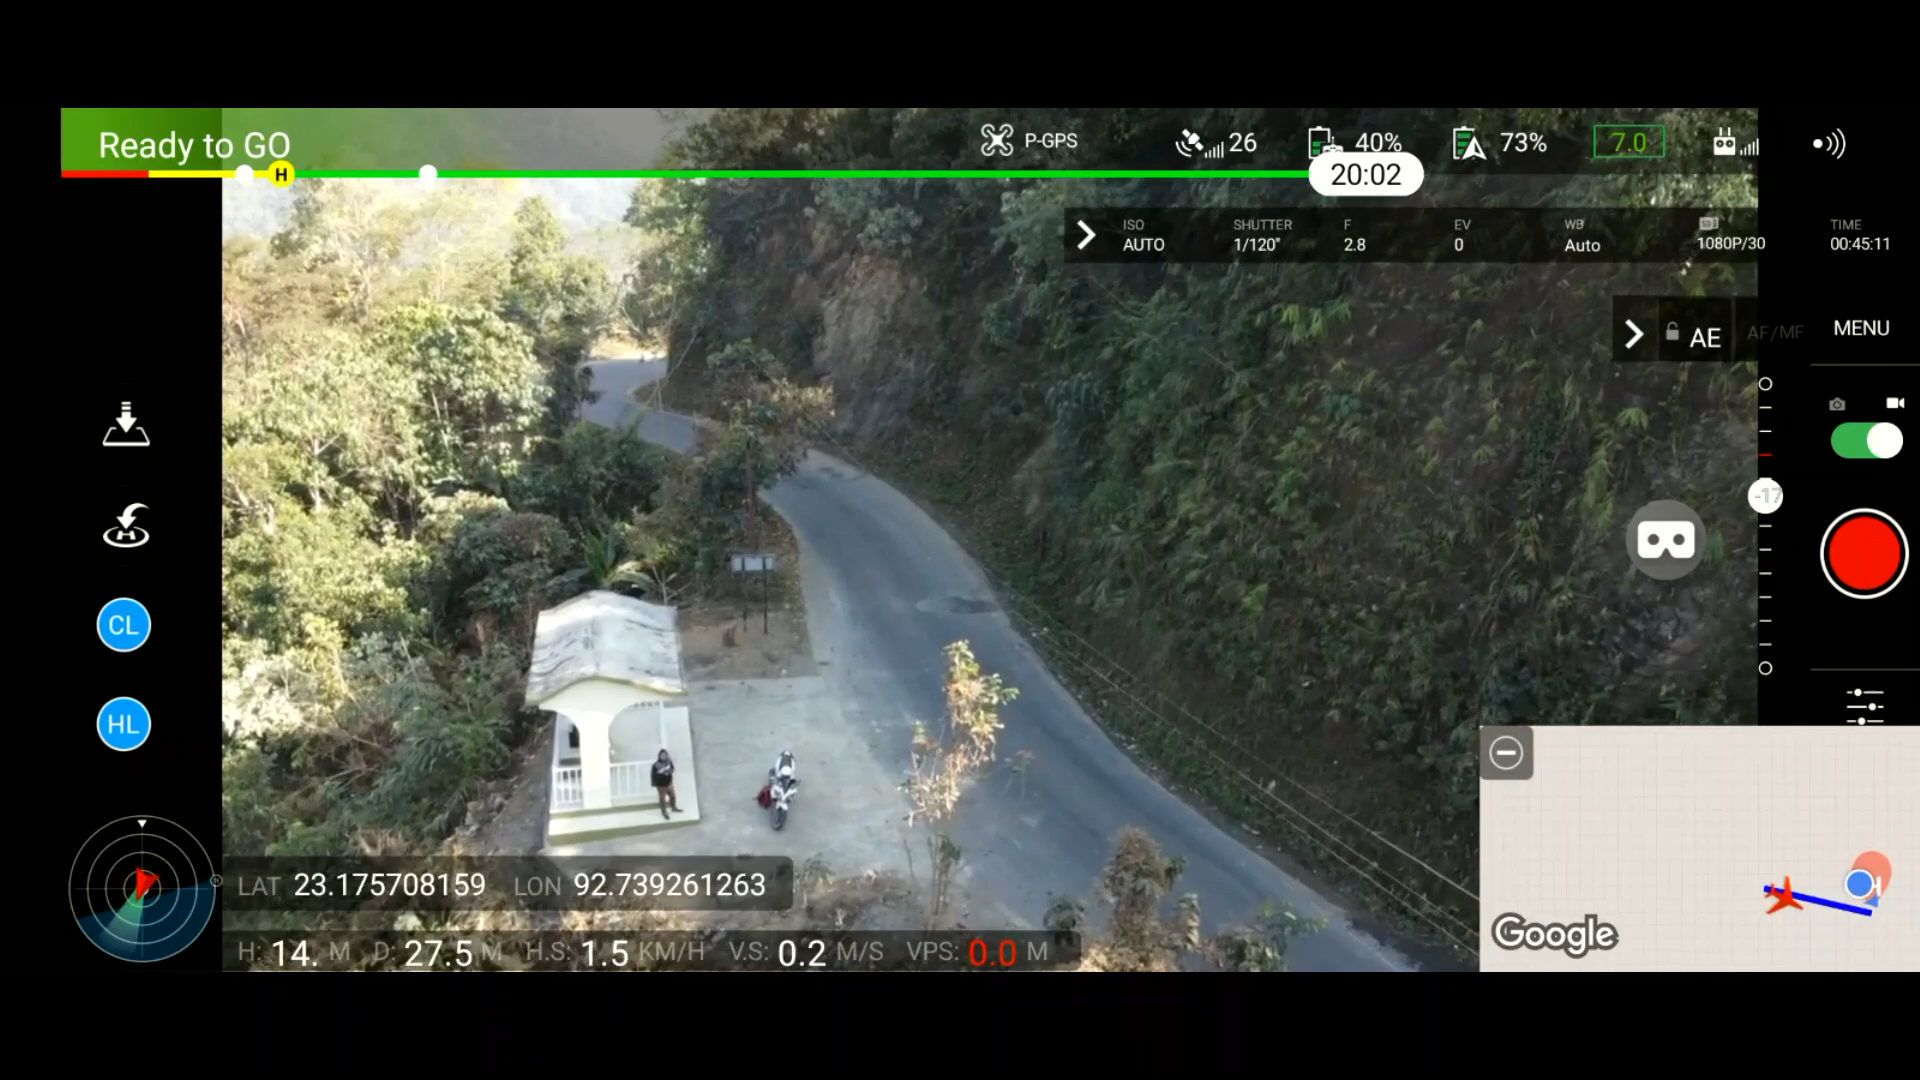 Ready to GO
P-GPS
26
40%
73%
7.0
H
20:02
ISO
AUTO
SHUTTER
1/120"
F
2.8
EV
0
WB
Auto
1080P/30
TIME
00:45:11
AE
AF/MF
MENU
-17
CL
HL
N
LAT 23.175708159 LON 92.739261263
H: 14. M D: 27.5 M H.S: 1.5 KM/H V.S: 0.2 M/S VPS: 0.0 M
H
Google